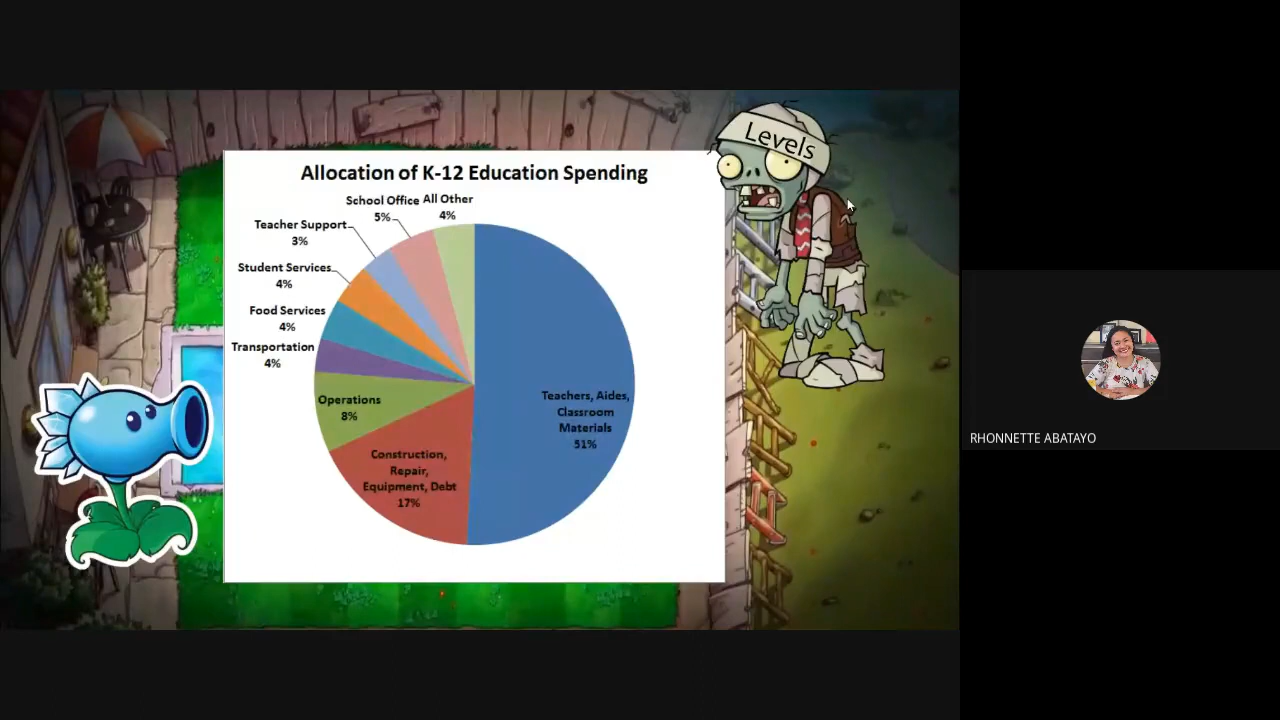 Levels
Allocation of K-12 Education Spending
School Office
5%
All Other
4%
Teacher Support
3%
Student Services
4%
Food Services
4%
Transportation
4%
Operations
8%
Construction,
Repair,
Equipment, Debt
17%
Teachers, Aides,
Classroom
Materials
51%
RHONNETTE ABATAYO